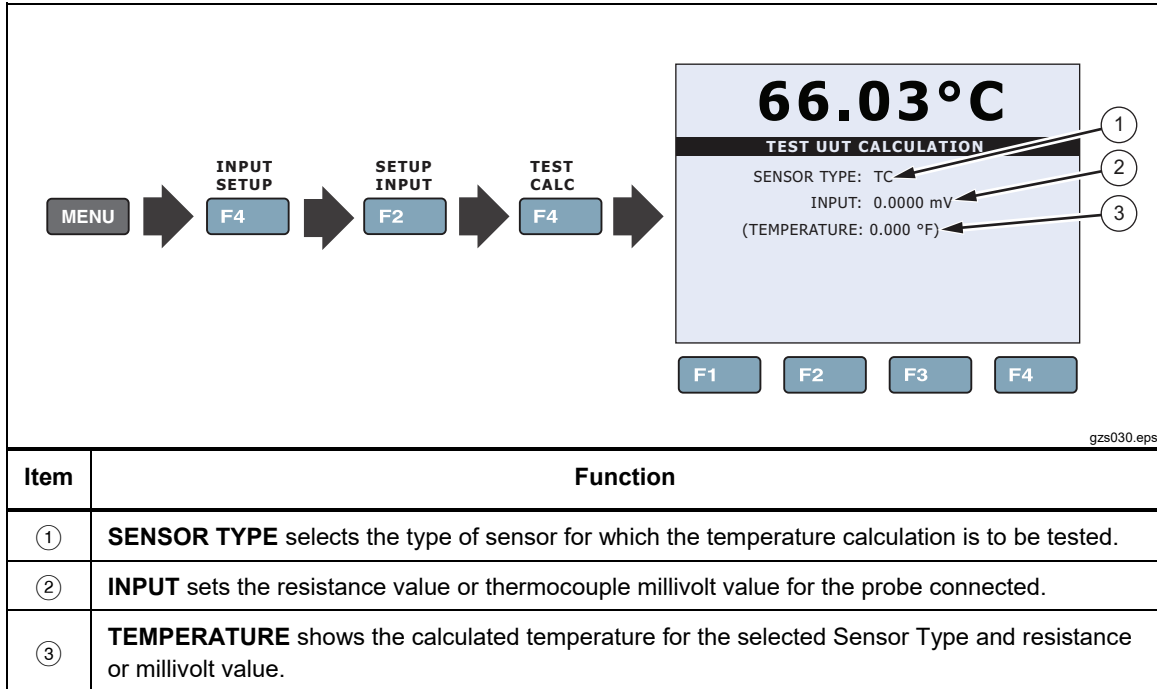 66.03°C
TEST UUT CALCULATION
SENSOR TYPE: TC
INPUT: 0.0000 mV
(TEMPERATURE: 0.000 °F)
1
2
3
MENU
INPUT
SETUP
F4
SETUP
INPUT
F2
TEST
CALC
F4
F1 F2 F3 F4
gzs030.eps
Item Function
1 SENSOR TYPE selects the type of sensor for which the temperature calculation is to be tested.
2 INPUT sets the resistance value or thermocouple millivolt value for the probe connected.
3 TEMPERATURE shows the calculated temperature for the selected Sensor Type and resistance
or millivolt value.